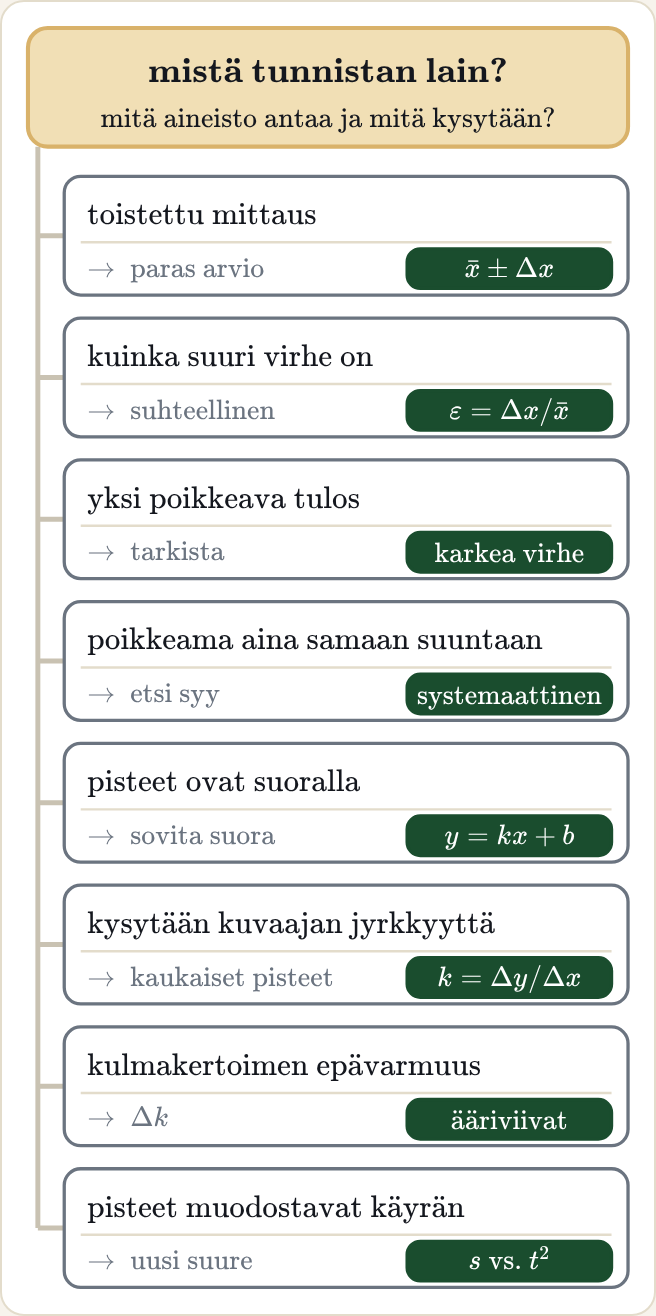 mistä tunnistan lain?
mitä aineisto antaa ja mitä kysytään?
toistettu mittaus
→ paras arvio x̄ ± Δx
kuinka suuri virhe on
→ suhteellinen ε = Δx/x̄
yksi poikkeava tulos
→ tarkista karkea virhe
poikkeama aina samaan suuntaan
→ etsi syy systemaattinen
pisteet ovat suoralla
→ sovita suora y = kx + b
kysytään kuvaajan jyrkkyyttä
→ kaukaiset pisteet k = Δy/Δx
kulmakertoimen epävarmuus
→ Δk ääriviivat
pisteet muodostavat käyrän
→ uusi suure s vs. t²